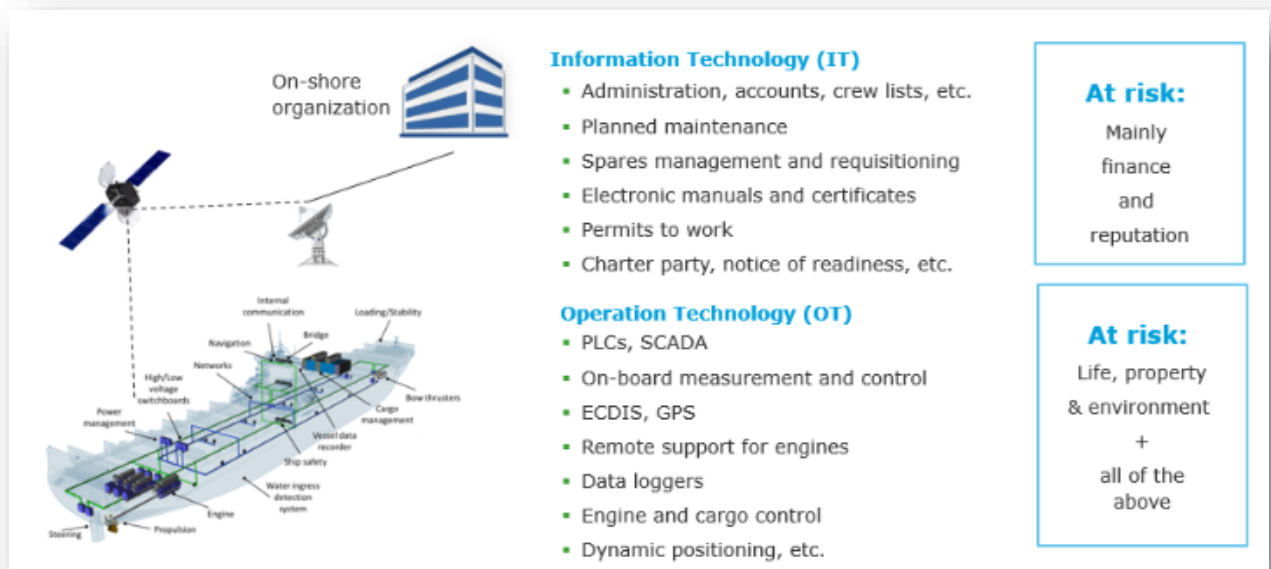 On-shore
organization
Information Technology (IT)
▪ Administration, accounts, crew lists, etc.
▪ Planned maintenance
▪ Spares management and requisitioning
▪ Electronic manuals and certificates
▪ Permits to work
▪ Charter party, notice of readiness, etc.
At risk:
Mainly
finance
and
reputation
Internal
communication
Loading/Stability
Bridge
Navigation
Networks
High/Low
voltage
switchboards
Power
management
Bow thrusters
Cargo
management
Vessel data
recorder
Ship safety
Water ingress
detection
system
Engine
Propulsion
Steering
Operation Technology (OT)
▪ PLCs, SCADA
▪ On-board measurement and control
▪ ECDIS, GPS
▪ Remote support for engines
▪ Data loggers
▪ Engine and cargo control
▪ Dynamic positioning, etc.
At risk:
Life, property
& environment
+
all of the
above